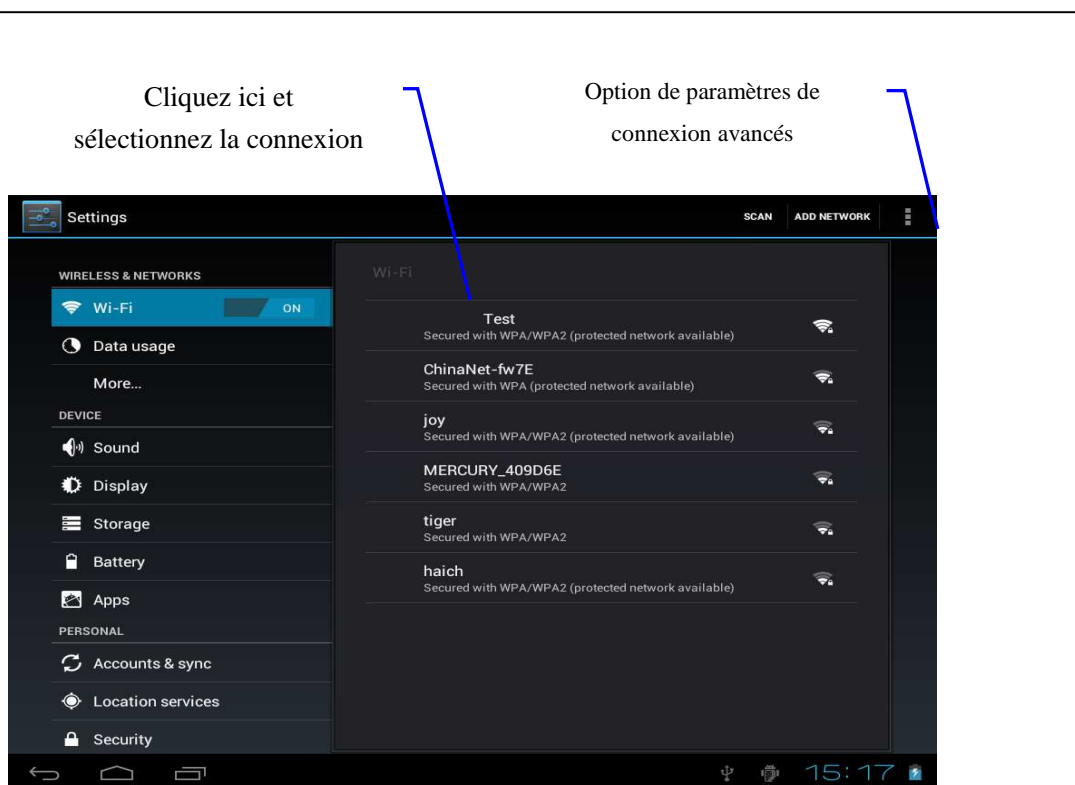 Cliquez ici et
sélectionnez la connexion
Option de paramètres de
connexion avancés
Settings
SCAN
ADD NETWORK
WIRELESS & NETWORKS
Wi-Fi
ON
Data usage
More...
DEVICE
Sound
Display
Storage
Battery
Apps
PERSONAL
Accounts & sync
Location services
Security
Wi-Fi
Test
Secured with WPA/WPA2 (protected network available)
ChinaNet-fw7E
Secured with WPA (protected network available)
joy
Secured with WPA/WPA2 (protected network available)
MERCURY_409D6E
Secured with WPA/WPA2
tiger
Secured with WPA/WPA2
haich
Secured with WPA/WPA2 (protected network available)
15:17